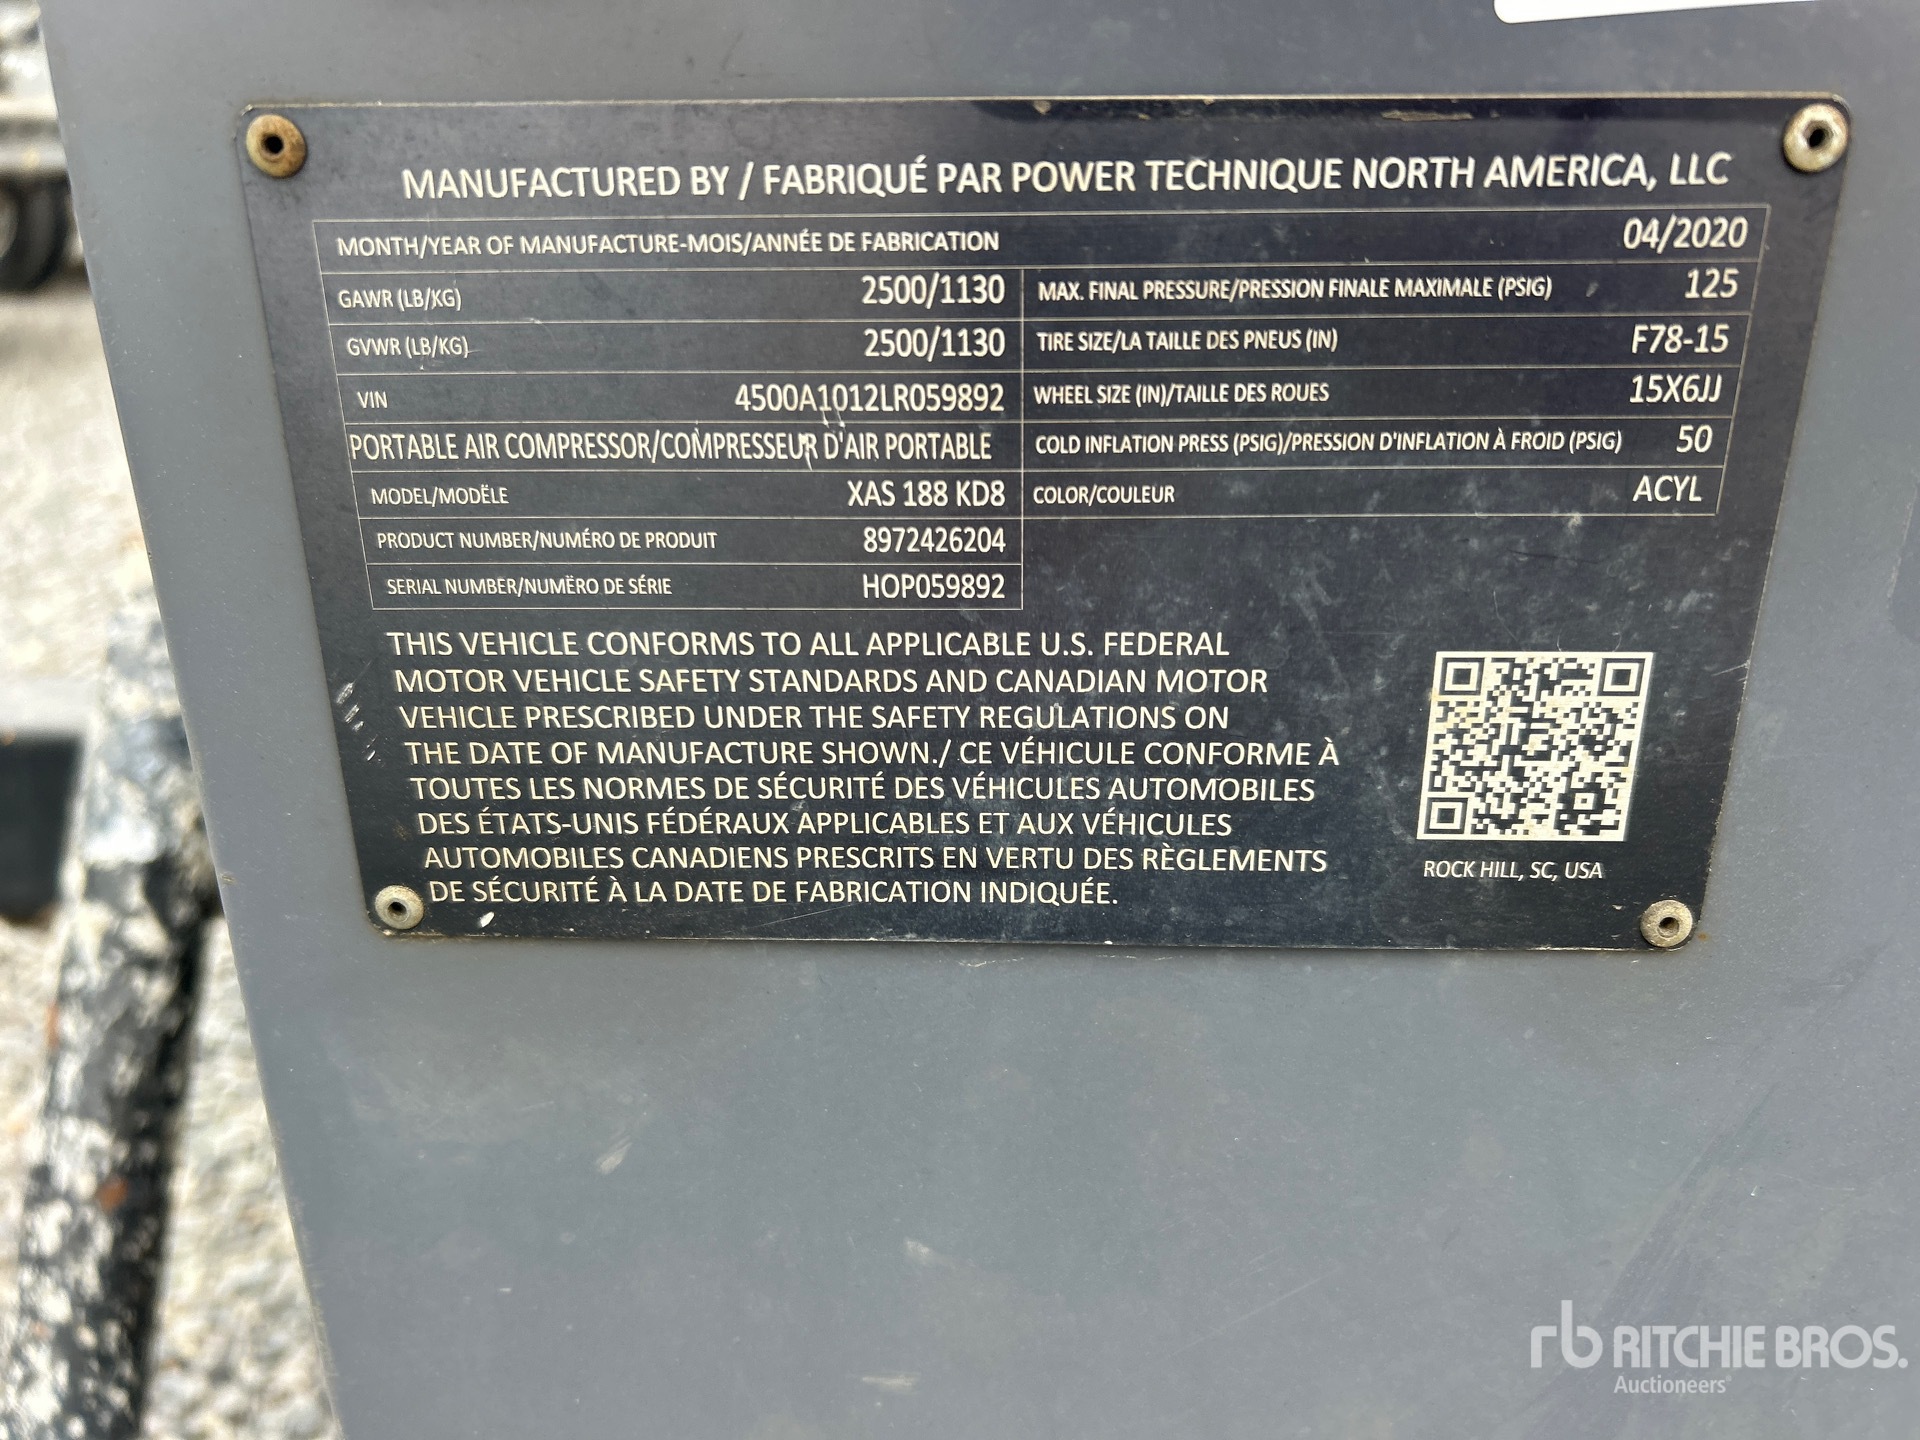 MANUFACTURED BY / FABRIQUÉ PAR POWER TECHNIQUE NORTH AMERICA, LLC
MONTH/YEAR OF MANUFACTURE-MOIS/ANNÉE DE FABRICATION 04/2020
GAWR (LB/KG) 2500/1130 MAX. FINAL PRESSURE/PRESSION FINALE MAXIMALE (PSIG) 125
GVWR (LB/KG) 2500/1130 TIRE SIZE/LA TAILLE DES PNEUS (IN) F78-15
VIN 4500A1012LR059892 WHEEL SIZE (IN)/TAILLE DES ROUES 15X6JJ
PORTABLE AIR COMPRESSOR/COMPRESSEUR D'AIR PORTABLE COLD INFLATION PRESS (PSIG)/PRESSION D'INFLATION À FROID (PSIG) 50
MODEL/MODËLE XAS 188 KD8 COLOR/COULEUR ACYL
PRODUCT NUMBER/NUMÉRO DE PRODUIT 8972426204
SERIAL NUMBER/NUMËRO DE SÉRIE HOP059892
THIS VEHICLE CONFORMS TO ALL APPLICABLE U.S. FEDERAL
MOTOR VEHICLE SAFETY STANDARDS AND CANADIAN MOTOR
VEHICLE PRESCRIBED UNDER THE SAFETY REGULATIONS ON
THE DATE OF MANUFACTURE SHOWN./ CE VÉHICULE CONFORME À
TOUTES LES NORMES DE SÉCURITÉ DES VÉHICULES AUTOMOBILES
DES ÉTATS-UNIS FÉDÉRAUX APPLICABLES ET AUX VÉHICULES
AUTOMOBILES CANADIENS PRESCRITS EN VERTU DES RÈGLEMENTS
DE SÉCURITÉ À LA DATE DE FABRICATION INDIQUÉE.
ROCK HILL, SC, USA
rb RITCHIE BROS.
Auctioneers